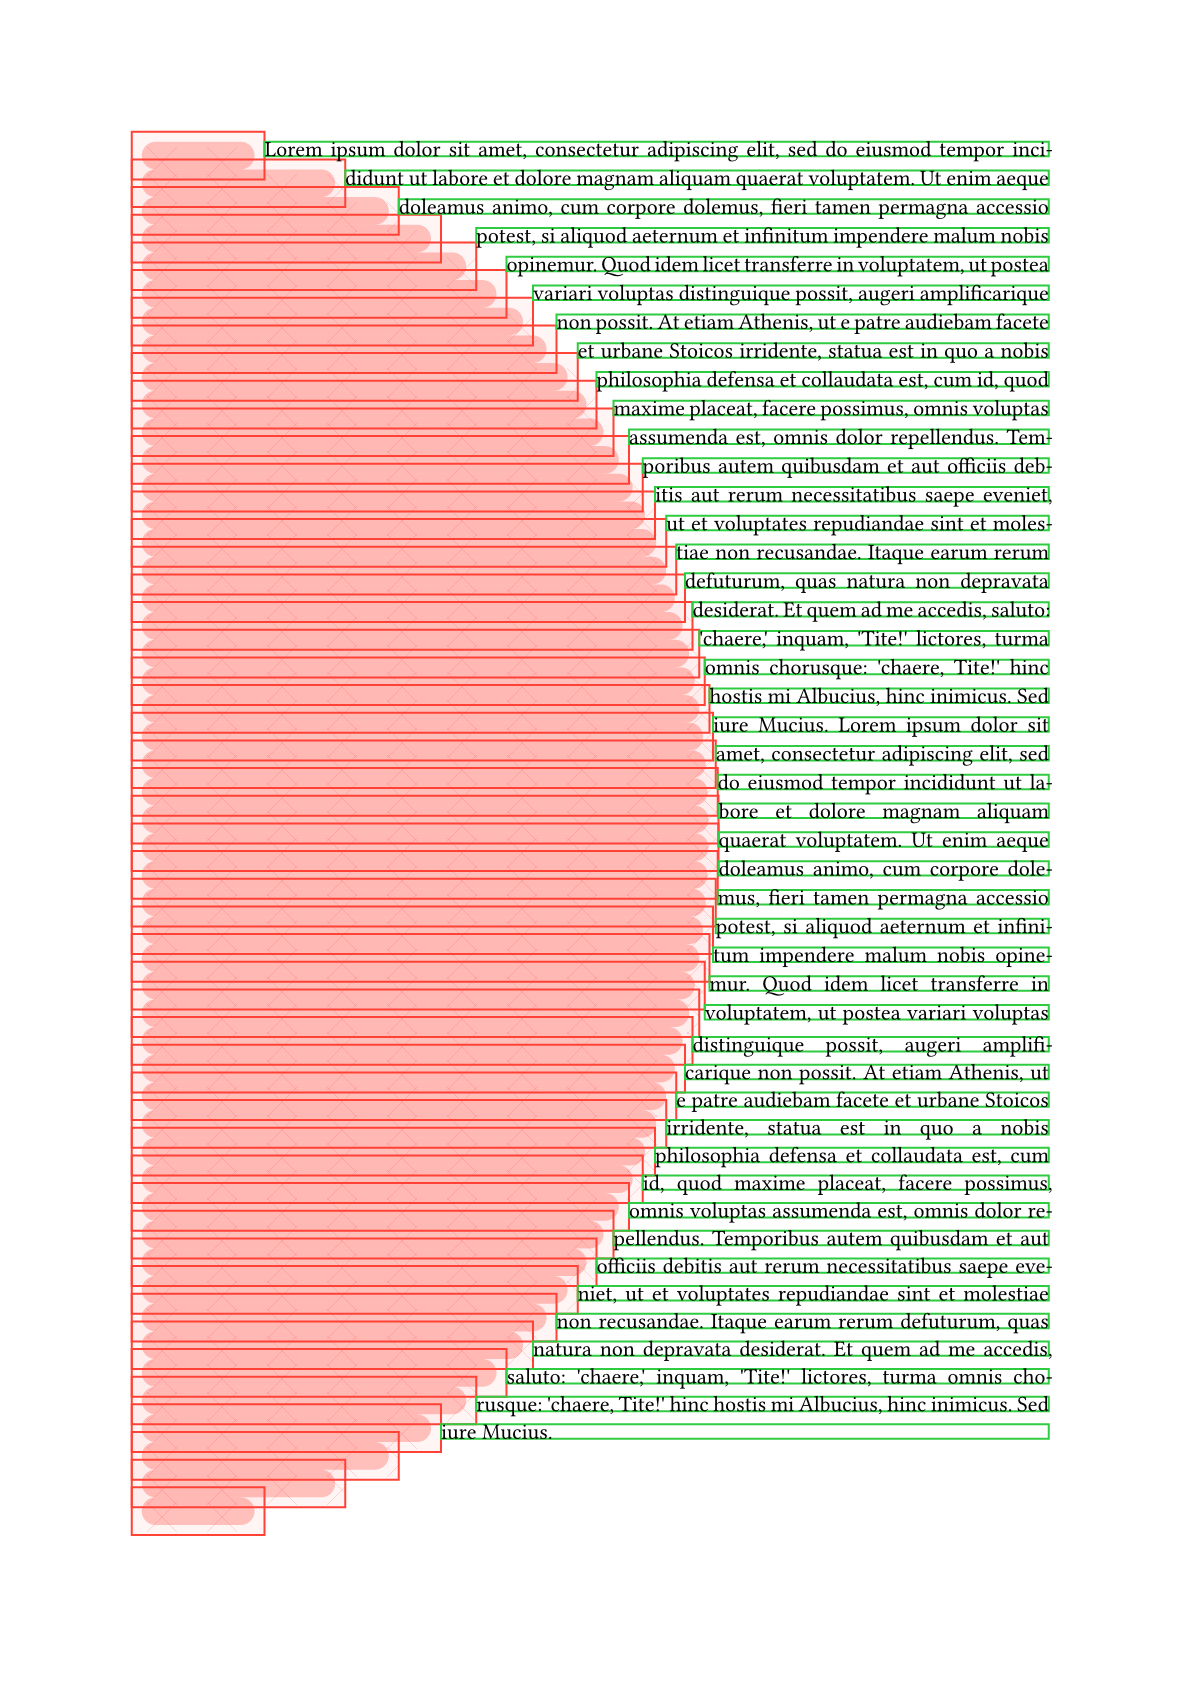 Lorem ipsum dolor sit amet, consectetur adipiscing elit, sed do eiusmod tempor inci-
didunt ut labore et dolore magnam aliquam quaerat voluptatem. Ut enim aeque
doleamus animo, cum corpore dolemus, fieri tamen permagna accessio
potest, si aliquod aeternum et infinitum impendere malum nobis
opinemur. Quod idem licet transferre in voluptatem, ut postea
variari voluptas distinguique possit, augeri amplificarique
non possit. At etiam Athenis, ut e patre audiebam facete
et urbane Stoicos irridente, statua est in quo a nobis
philosophia defensa et collaudata est, cum id, quod
maxime placeat, facere possimus, omnis voluptas
assumenda est, omnis dolor repellendus. Tem-
poribus autem quibusdam et aut officiis deb-
itis aut rerum necessitatibus saepe eveniet,
ut et voluptates repudiandae sint et moles-
tiae non recusandae. Itaque earum rerum
defuturum, quas natura non depravata
desiderat. Et quem ad me accedis, saluto:
'chaere,' inquam, 'Tite!' lictores, turma
omnis chorusque: 'chaere, Tite!' hinc
hostis mi Albucius, hinc inimicus. Sed
iure Mucius. Lorem ipsum dolor sit
amet, consectetur adipiscing elit, sed
do eiusmod tempor incididunt ut la-
bore et dolore magnam aliquam
quaerat voluptatem. Ut enim aeque
doleamus animo, cum corpore dole-
mus, fieri tamen permagna accessio
potest, si aliquod aeternum et infini-
tum impendere malum nobis opine-
mur. Quod idem licet transferre in
voluptatem, ut postea variari voluptas
distinguique possit, augeri amplifi-
carique non possit. At etiam Athenis, ut
e patre audiebam facete et urbane Stoicos
irridente, statua est in quo a nobis
philosophia defensa et collaudata est, cum
id, quod maxime placeat, facere possimus,
omnis voluptas assumenda est, omnis dolor re-
pellendus. Temporibus autem quibusdam et aut
officiis debitis aut rerum necessitatibus saepe eve-
niet, ut et voluptates repudiandae sint et molestiae
non recusandae. Itaque earum rerum defuturum, quas
natura non depravata desiderat. Et quem ad me accedis,
saluto: 'chaere,' inquam, 'Tite!' lictores, turma omnis cho-
rusque: 'chaere, Tite!' hinc hostis mi Albucius, hinc inimicus. Sed
iure Mucius.